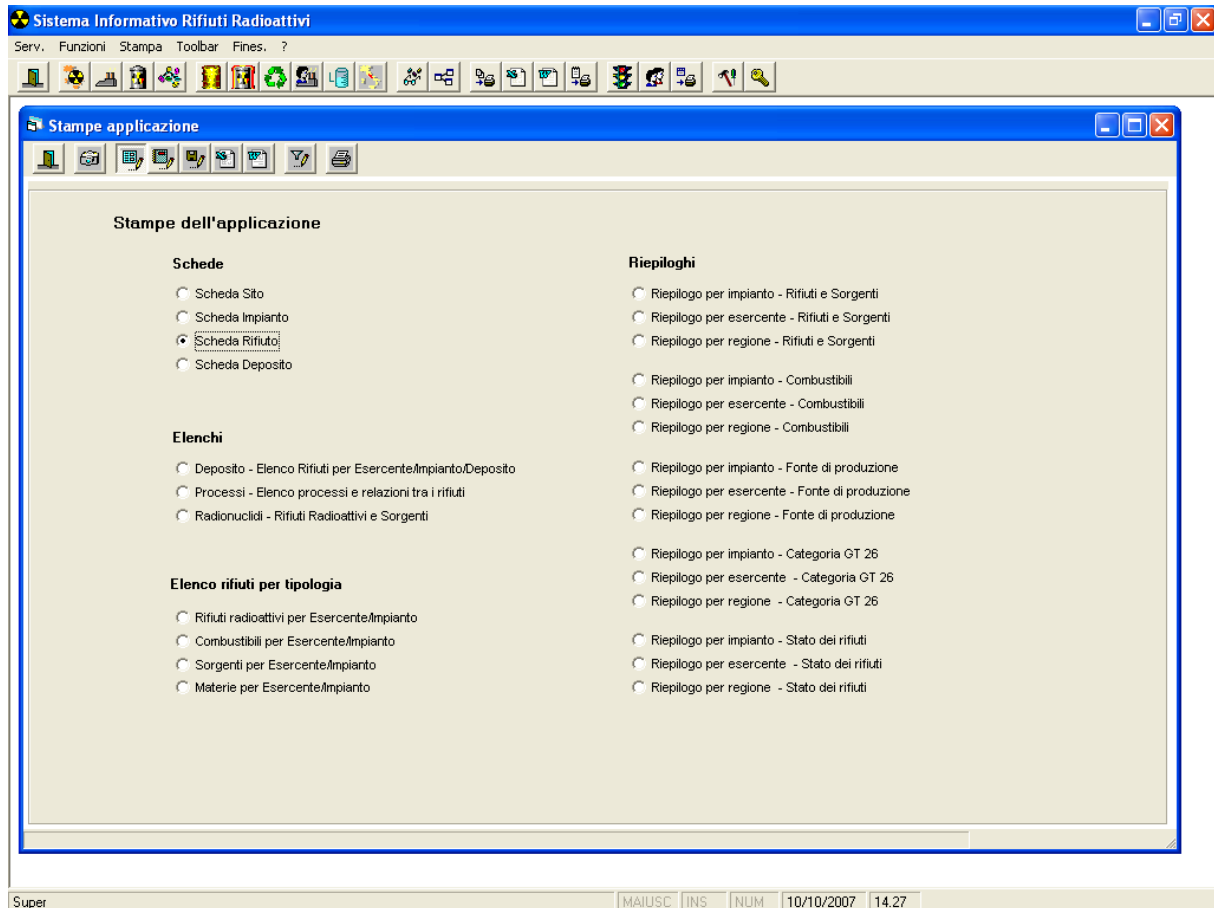 Sistema Informativo Rifiuti Radioattivi
Serv. Funzioni Stampa Toolbar Fines. ?
Stampe applicazione
Stampe dell'applicazione
Schede
Scheda Sito
Scheda Impianto
Scheda Rifiuto
Scheda Deposito
Elenchi
Deposito - Elenco Rifiuti per Esercente/Impianto/Deposito
Processi - Elenco processi e relazioni tra i rifiuti
Radionuclidi - Rifiuti Radioattivi e Sorgenti
Elenco rifiuti per tipologia
Rifiuti radioattivi per Esercente/Impianto
Combustibili per Esercente/Impianto
Sorgenti per Esercente/Impianto
Materie per Esercente/Impianto
Riepiloghi
Riepilogo per impianto - Rifiuti e Sorgenti
Riepilogo per esercente - Rifiuti e Sorgenti
Riepilogo per regione - Rifiuti e Sorgenti
Riepilogo per impianto - Combustibili
Riepilogo per esercente - Combustibili
Riepilogo per regione - Combustibili
Riepilogo per impianto - Fonte di produzione
Riepilogo per esercente - Fonte di produzione
Riepilogo per regione - Fonte di produzione
Riepilogo per impianto - Categoria GT 26
Riepilogo per esercente - Categoria GT 26
Riepilogo per regione - Categoria GT 26
Riepilogo per impianto - Stato dei rifiuti
Riepilogo per esercente - Stato dei rifiuti
Riepilogo per regione - Stato dei rifiuti
Super MAIUSC INS NUM 10/10/2007 14.27